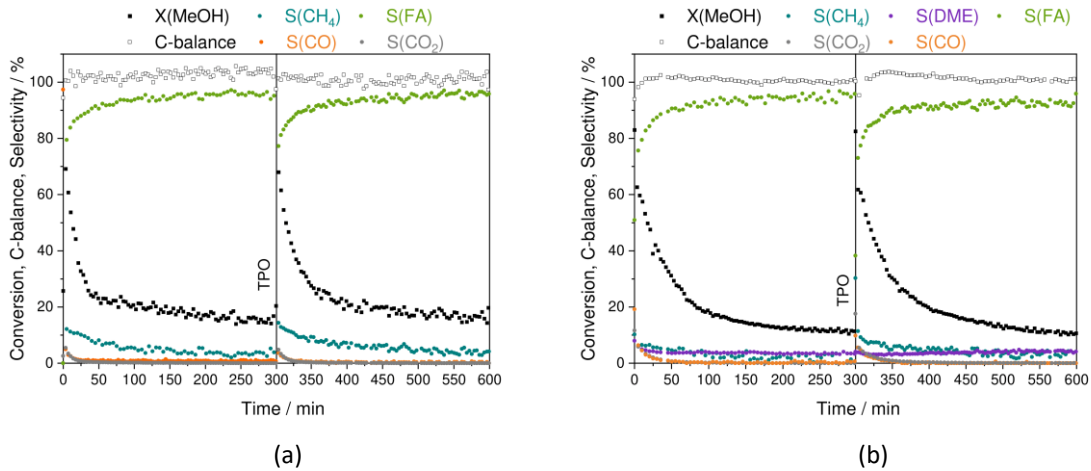 X(MeOH) S(CH₄) S(FA)
C-balance S(CO) S(CO₂)
Conversion, C-balance, Selectivity / %
100
80
60
40
20
0
TPO
0 50 100 150 200 250 300 350 400 450 500 550 600
Time / min
(a)
X(MeOH) S(CH₄) S(DME) S(FA)
C-balance S(CO₂) S(CO)
Conversion, C-balance, Selectivity / %
100
80
60
40
20
0
TPO
0 50 100 150 200 250 300 350 400 450 500 550 600
Time / min
(b)